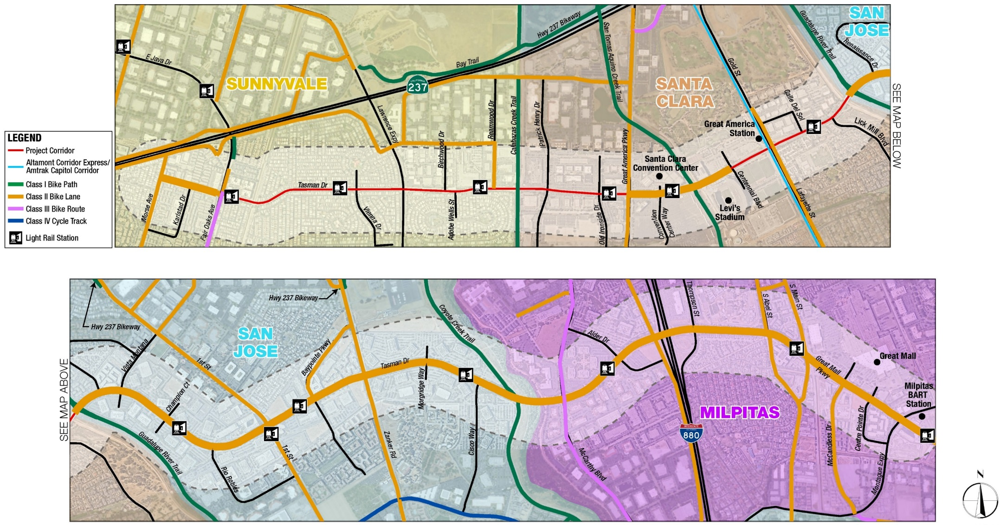 SAN
JOSE
Hwy 237 Bikeway
Guadalupe River Trail
San Tomas Aquino Creek Trail
Renaissance Dr
E Java Dr
Bay Trail
Gold St
SUNNYVALE
CALIFORNIA
237
SANTA
CLARA
SEE MAP BELOW
Lawrence Expy
Reamwood Dr
Calabazas Creek Trail
Patrick Henry Dr
Calle Del Sol
Great America
Station
Lick Mill Blvd
LEGEND
Project Corridor
Altamont Corridor Express/
Amtrak Capitol Corridor
Class I Bike Path
Class II Bike Lane
Class III Bike Route
Class IV Cycle Track
Light Rail Station
Birchwood Dr
Great America Pkwy
Santa Clara
Convention Center
Tasman Dr
Centennial Blvd
Morse Ave
Karlstad Dr
Fair Oaks Ave
Vienna Dr
Adobe Wells St
Old Ironside Dr
Convention
Center Way
Levi's
Stadium
Lafayette St
Hwy 237 Bikeway
Hwy 237 Bikeway
Thompson St
S Abel St
S Main St
Coyote Creek Trail
SAN
JOSE
Vista Montana
1st St
Baypointe Pkwy
Alder Dr
Tasman Dr
Morgridge Way
Great Mall
Great Mall
Pkwy
SEE MAP ABOVE
Champion Ct
Milpitas
BART
Station
MILPITAS
INTERSTATE
CALIFORNIA
880
Guadalupe River Trail
Rio Robles
1st St
Zanker Rd
Cisco Way
McCarthy Blvd
McCandless Dr
Centre Pointe Dr
Montague Expy
N